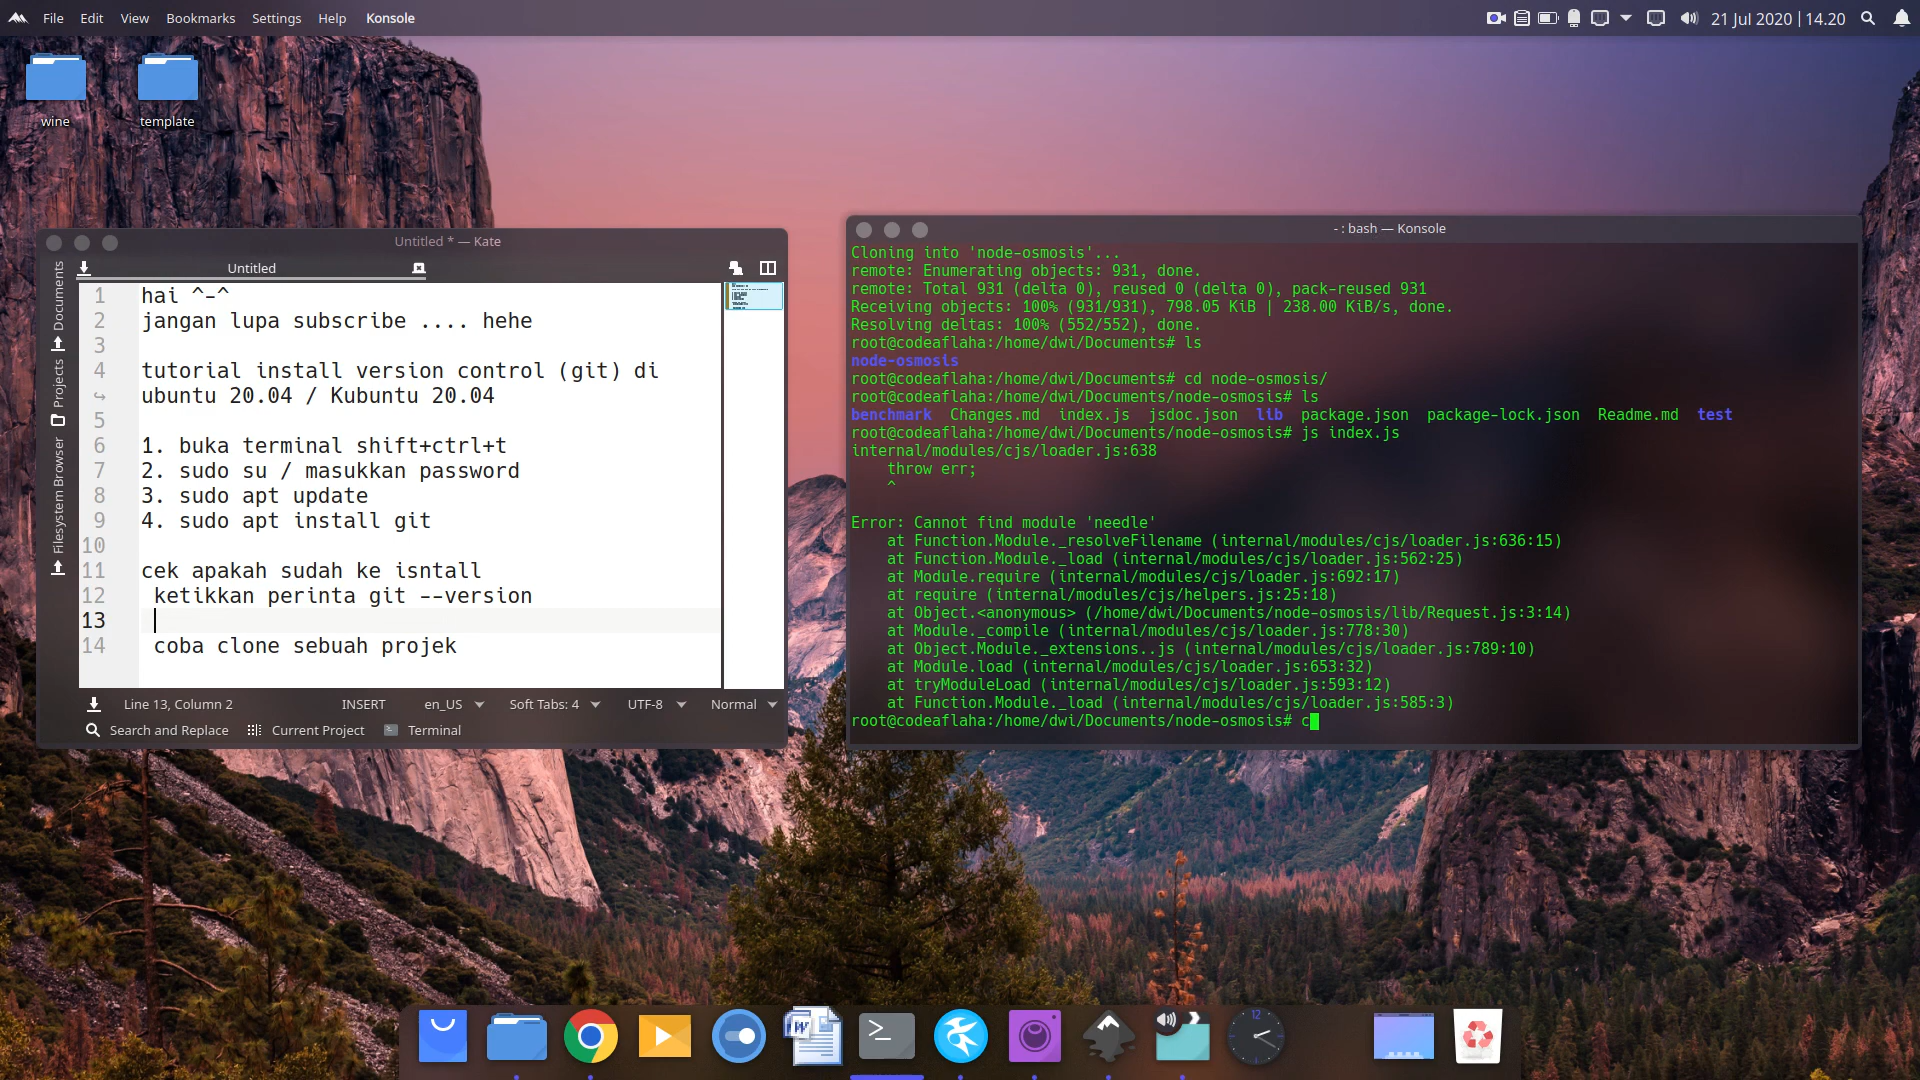 File Edit View Bookmarks Settings Help Konsole
21 Jul 2020 | 14.20
wine
template
Untitled * — Kate
Untitled
Documents
Projects
Filesystem Browser
1 hai ^-^
2 jangan lupa subscribe .... hehe
3
4 tutorial install version control (git) di
ubuntu 20.04 / Kubuntu 20.04
5
6 1. buka terminal shift+ctrl+t
7 2. sudo su / masukkan password
8 3. sudo apt update
9 4. sudo apt install git
10
11 cek apakah sudah ke isntall
12 ketikkan perinta git --version
13
14 coba clone sebuah projek
Line 13, Column 2 INSERT en_US Soft Tabs: 4 UTF-8 Normal
Search and Replace Current Project Terminal
- : bash — Konsole
Cloning into 'node-osmosis'...
remote: Enumerating objects: 931, done.
remote: Total 931 (delta 0), reused 0 (delta 0), pack-reused 931
Receiving objects: 100% (931/931), 798.05 KiB | 238.00 KiB/s, done.
Resolving deltas: 100% (552/552), done.
root@codeaflaha:/home/dwi/Documents# ls
node-osmosis
root@codeaflaha:/home/dwi/Documents# cd node-osmosis/
root@codeaflaha:/home/dwi/Documents/node-osmosis# ls
benchmark Changes.md index.js jsdoc.json lib package.json package-lock.json Readme.md test
root@codeaflaha:/home/dwi/Documents/node-osmosis# js index.js
internal/modules/cjs/loader.js:638
throw err;
^
Error: Cannot find module 'needle'
at Function.Module._resolveFilename (internal/modules/cjs/loader.js:636:15)
at Function.Module._load (internal/modules/cjs/loader.js:562:25)
at Module.require (internal/modules/cjs/loader.js:692:17)
at require (internal/modules/cjs/helpers.js:25:18)
at Object.<anonymous> (/home/dwi/Documents/node-osmosis/lib/Request.js:3:14)
at Module._compile (internal/modules/cjs/loader.js:778:30)
at Object.Module._extensions..js (internal/modules/cjs/loader.js:789:10)
at Module.load (internal/modules/cjs/loader.js:653:32)
at tryModuleLoad (internal/modules/cjs/loader.js:593:12)
at Function.Module._load (internal/modules/cjs/loader.js:585:3)
root@codeaflaha:/home/dwi/Documents/node-osmosis# c
W
12